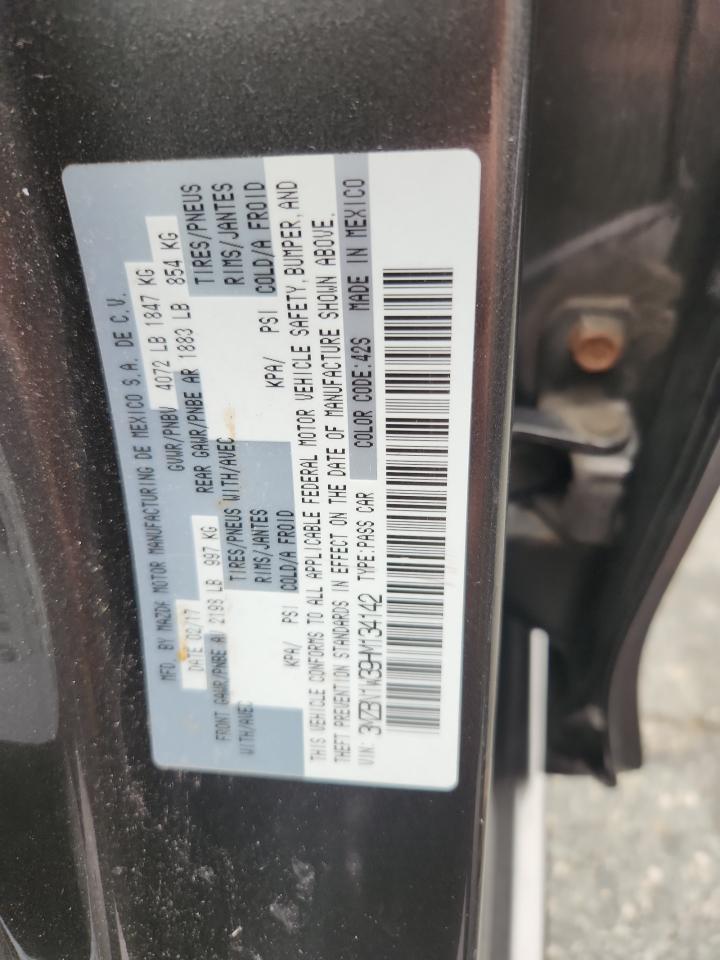 MFD. BY MAZDA MOTOR MANUFACTURING DE MEXICO S.A. DE C.V.
DATE 02/17 GVWR/PNBV 4072 LB 1847 KG
FRONT GAWR/PNBE A 2198 LB 997 KG REAR GAWR/PNBE AR 1883 LB 854 KG
WITH/AVEC TIRES/PNEUS WITH/AVEC TIRES/PNEUS
RIMS/JANTES RIMS/JANTES
KPA/ PSI COLD/A FROID KPA/ PSI COLD/A FROID
THIS VEHICLE CONFORMS TO ALL APPLICABLE FEDERAL MOTOR VEHICLE SAFETY, BUMPER, AND
THEFT PREVENTION STANDARDS IN EFFECT ON THE DATE OF MANUFACTURE SHOWN ABOVE.
VIN: 3MZBN1W39HM134142 TYPE:PASS CAR COLOR CODE:42S MADE IN MEXICO